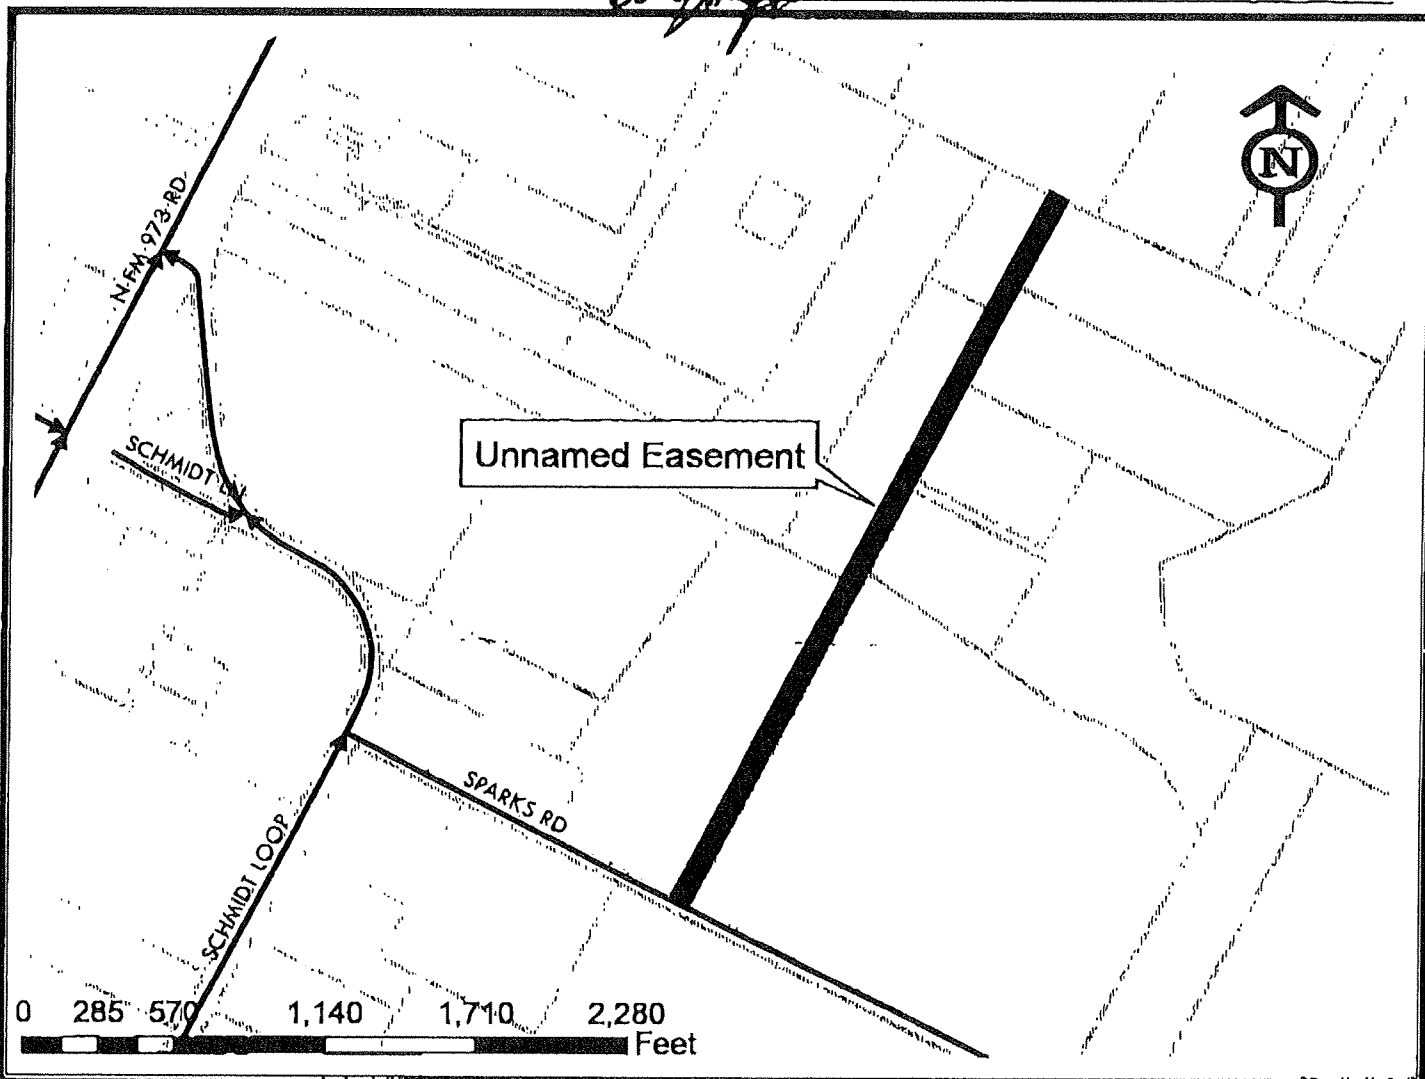 N
N FM 973 RD
SCHMIDT LN
Unnamed Easement
SPARKS RD
SCHMIDT LOOP
0 285 570 1,140 1,710 2,280
Feet